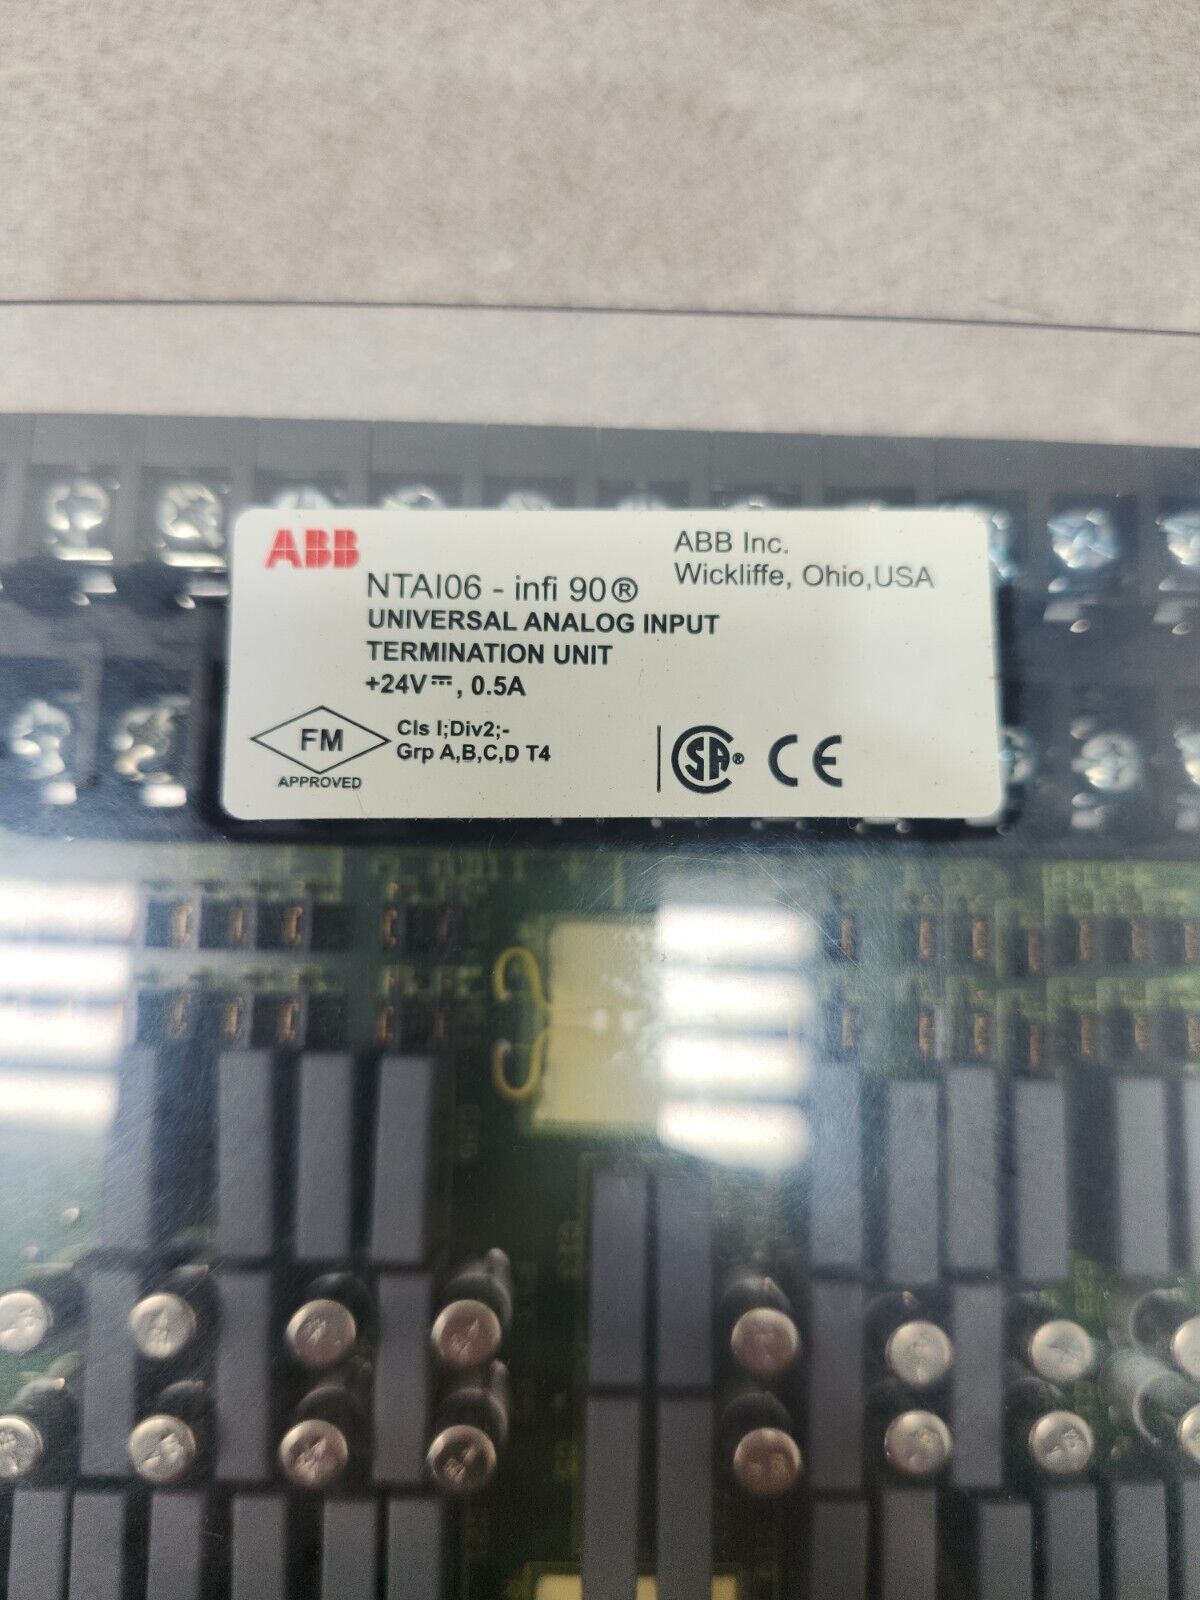 ABB
ABB Inc.
Wickliffe, Ohio,USA
NTAI06 - infi 90®
UNIVERSAL ANALOG INPUT
TERMINATION UNIT
+24V⎓, 0.5A
FM
APPROVED
Cls I;Div2;-
Grp A,B,C,D T4
CSA®
CE